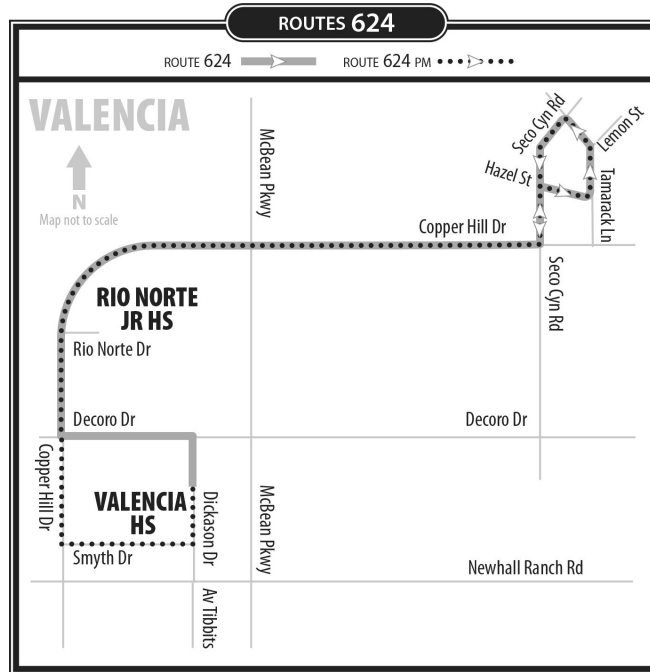 ROUTES 624
ROUTE 624
ROUTE 624 PM
VALENCIA
N
Map not to scale
McBean Pkwy
Seco Cyn Rd
Lemon St
Hazel St
Tamarack Ln
Copper Hill Dr
Seco Cyn Rd
RIO NORTE
JR HS
Rio Norte Dr
Decoro Dr
Decoro Dr
Copper Hill Dr
VALENCIA
HS
Dickason Dr
McBean Pkwy
Smyth Dr
Newhall Ranch Rd
Av Tibbits